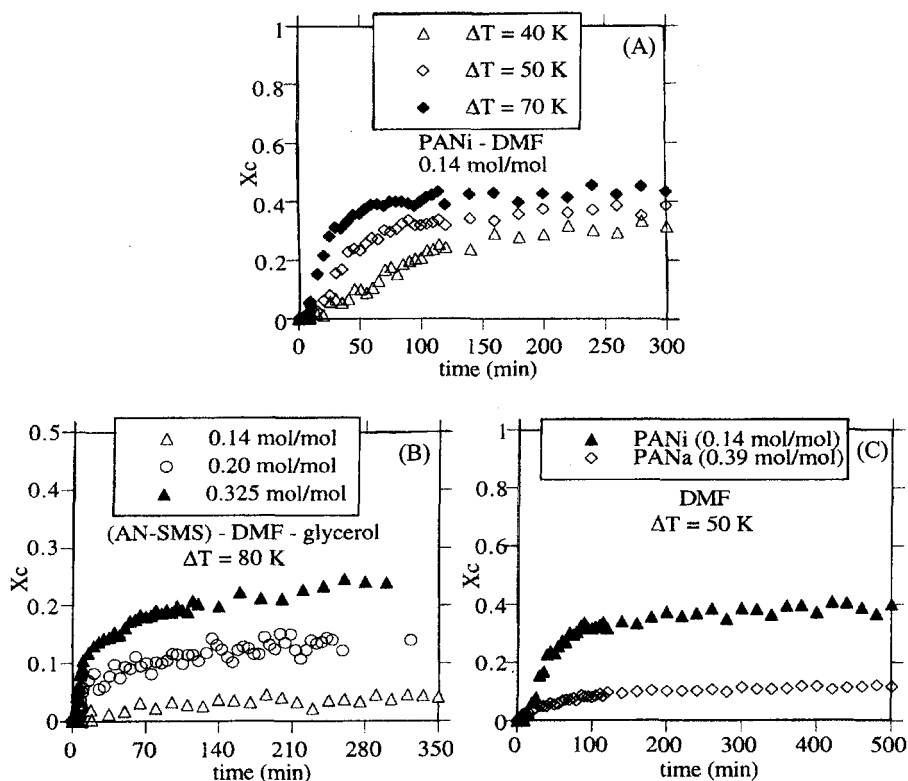 (A)
ΔT = 40 K
ΔT = 50 K
ΔT = 70 K
PANi - DMF
0.14 mol/mol
Xc
1
0.8
0.6
0.4
0.2
0
0
50
100
150
200
250
300
time (min)
(B)
0.14 mol/mol
0.20 mol/mol
0.325 mol/mol
(AN-SMS) - DMF - glycerol
ΔT = 80 K
Xc
0.5
0.4
0.3
0.2
0.1
0
0
70
140
210
280
350
time (min)
(C)
PANi (0.14 mol/mol)
PANa (0.39 mol/mol)
DMF
ΔT = 50 K
Xc
1
0.8
0.6
0.4
0.2
0
0
100
200
300
400
500
time (min)